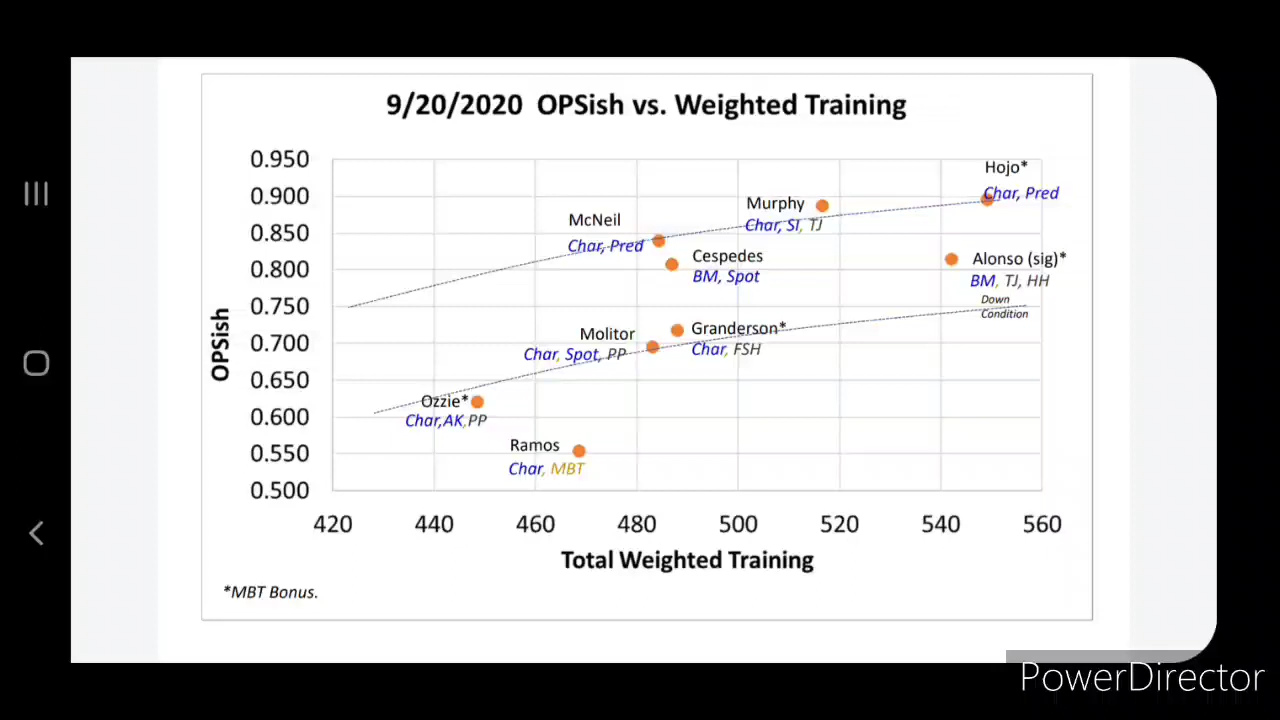 9/20/2020 OPSish vs. Weighted Training
0.950
0.900
0.850
0.800
0.750
0.700
0.650
0.600
0.550
0.500
OPSish
Hojo*
Char, Pred
Murphy
Char, SI, TJ
McNeil
Char, Pred
Cespedes
BM, Spot
Alonso (sig)*
BM, TJ, HH
Down
Condition
Molitor
Char, Spot, PP
Granderson*
Char, FSH
Ozzie*
Char,AK,PP
Ramos
Char, MBT
420 440 460 480 500 520 540 560
Total Weighted Training
*MBT Bonus.
PowerDirector